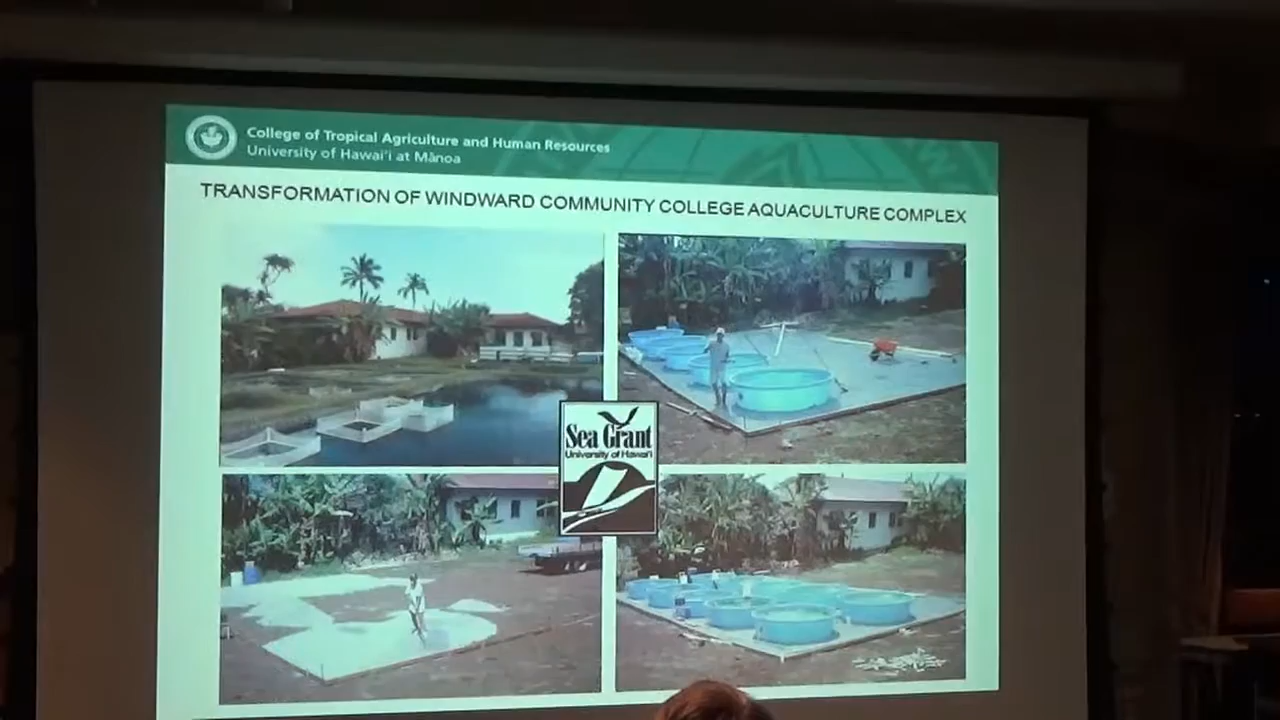 College of Tropical Agriculture and Human Resources
University of Hawai'i at Mānoa
TRANSFORMATION OF WINDWARD COMMUNITY COLLEGE AQUACULTURE COMPLEX
Sea Grant
University of Hawai'i